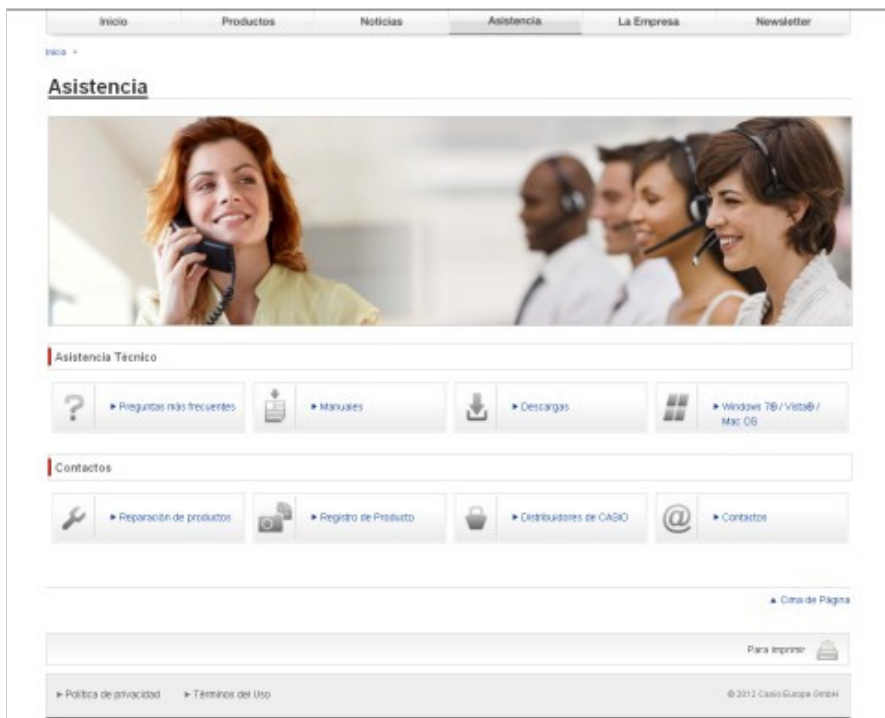 Inicio Productos Noticias Asistencia La Empresa Newsletter
Inicio
Asistencia
Asistencia Técnico
Preguntas más frecuentes Manuales Descargas Windows 7® / Vista® /
Mac OS
Contactos
Reparación de productos Registro de Producto Distribuidores de CASIO Contactos
Cima de Página
Para imprimir
Política de privacidad Términos del Uso © 2012 Casio Europe GmbH